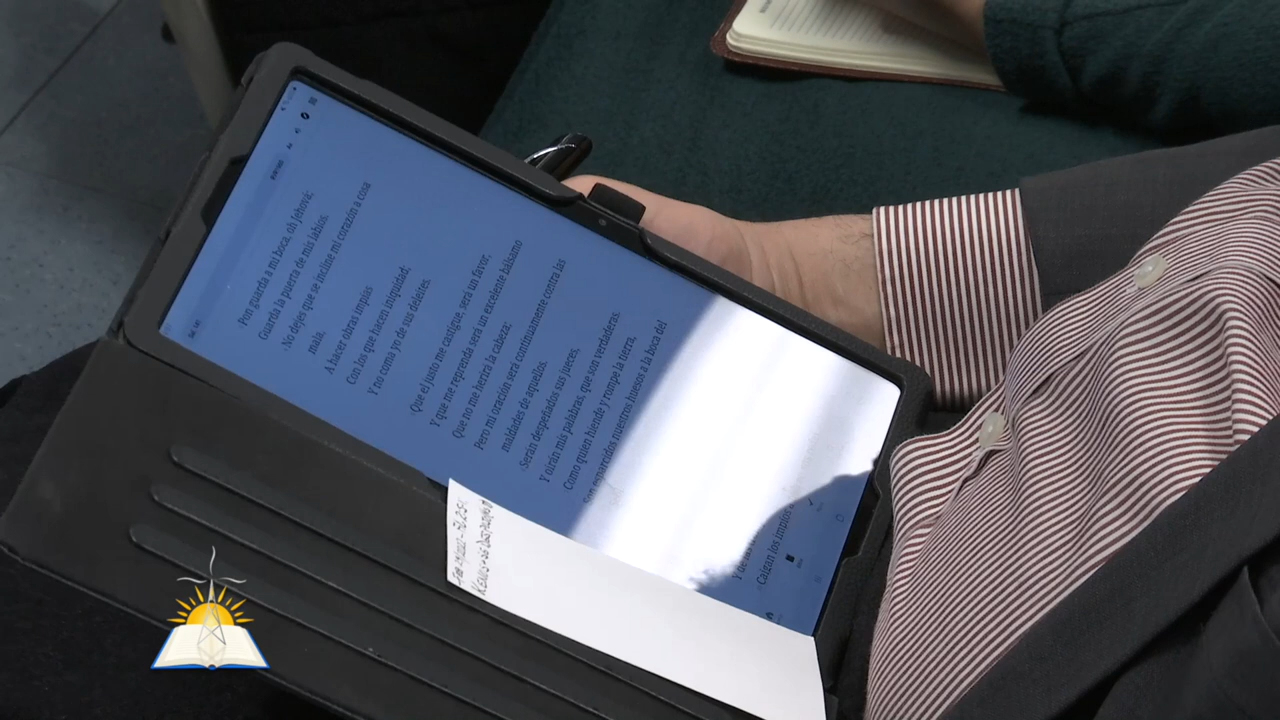 Pon guarda a mi boca, oh Jehová;
Guarda la puerta de mis labios.
No dejes que se incline mi corazón a cosa
mala,
A hacer obras impías
Con los que hacen iniquidad;
Y no coma yo de sus deleites.
Que el justo me castigue, será un favor,
Y que me reprenda será un excelente bálsamo
Que no me herirá la cabeza;
Pero mi oración será continuamente contra las
maldades de aquellos.
Serán despeñados sus jueces,
Y oirán mis palabras, que son verdaderas.
Como quien hiende y rompe la tierra,
Son esparcidos nuestros huesos a la boca del
Y de
Caigan los impíos